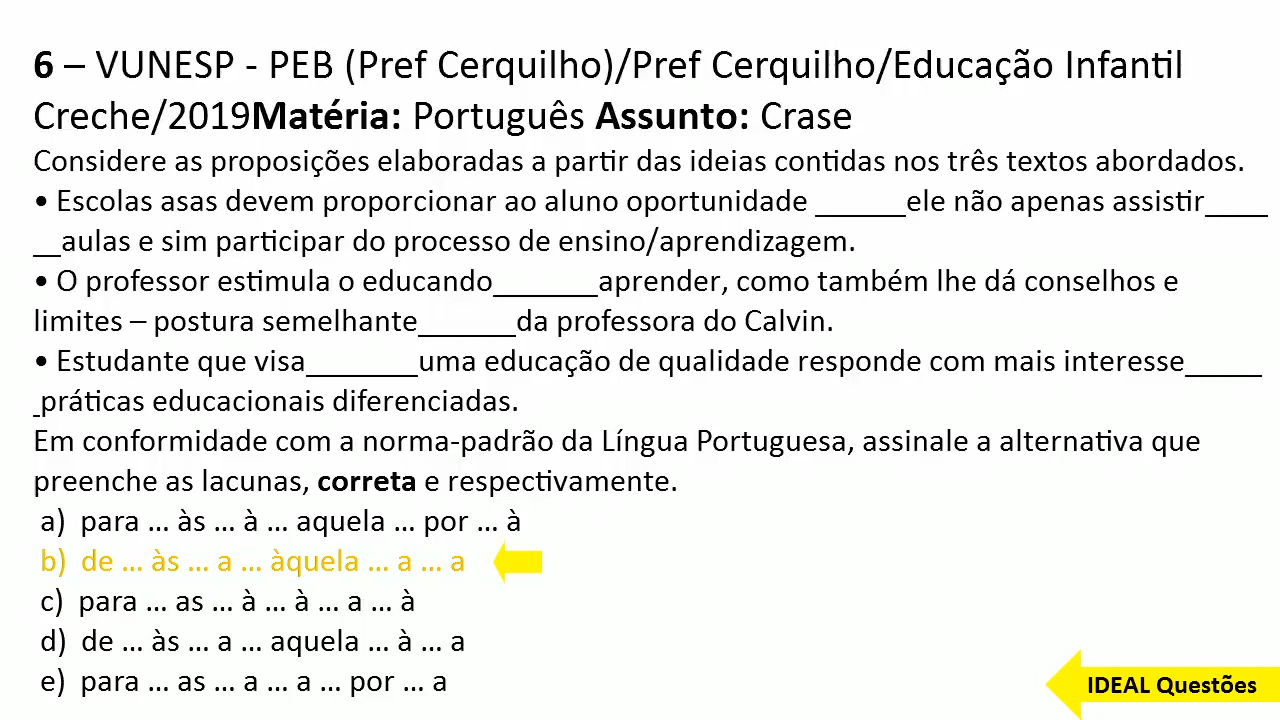 6 – VUNESP - PEB (Pref Cerquilho)/Pref Cerquilho/Educação Infantil
Creche/2019Matéria: Português Assunto: Crase
Considere as proposições elaboradas a partir das ideias contidas nos três textos abordados.
• Escolas asas devem proporcionar ao aluno oportunidade ______ele não apenas assistir____
__aulas e sim participar do processo de ensino/aprendizagem.
• O professor estimula o educando_______aprender, como também lhe dá conselhos e
limites – postura semelhante______da professora do Calvin.
• Estudante que visa_______uma educação de qualidade responde com mais interesse_____
_práticas educacionais diferenciadas.
Em conformidade com a norma-padrão da Língua Portuguesa, assinale a alternativa que
preenche as lacunas, correta e respectivamente.
a) para ... às ... à ... aquela ... por ... à
b) de ... às ... a ... àquela ... a ... a
c) para ... as ... à ... à ... a ... à
d) de ... às ... a ... aquela ... à ... a
e) para ... as ... a ... a ... por ... a
IDEAL Questões